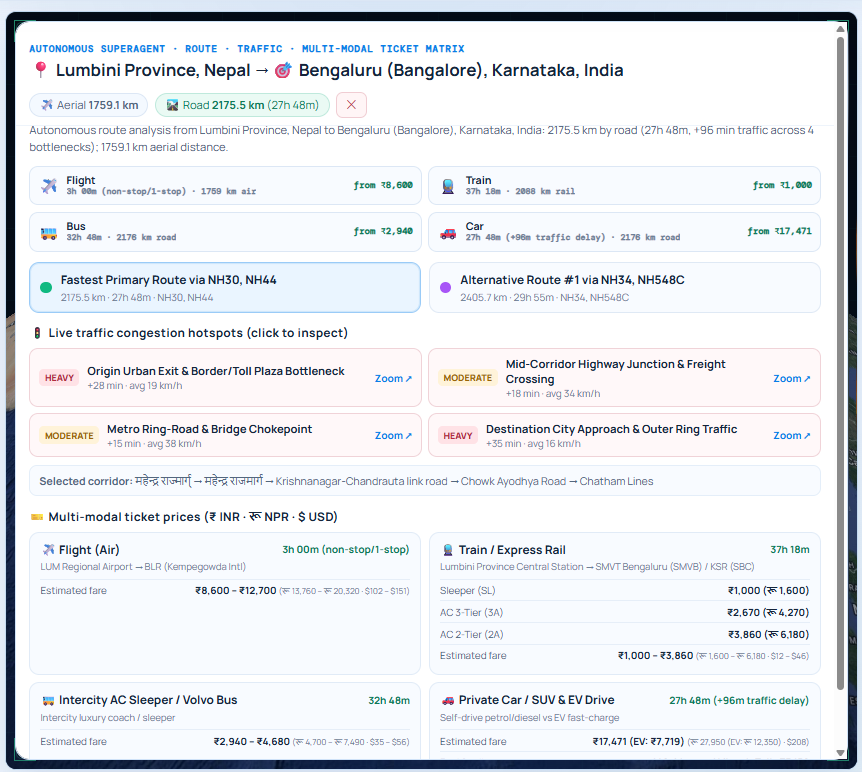 AUTONOMOUS SUPERAGENT · ROUTE · TRAFFIC · MULTI-MODAL TICKET MATRIX
Lumbini Province, Nepal → Bengaluru (Bangalore), Karnataka, India
Aerial 1759.1 km
Road 2175.5 km (27h 48m)
Autonomous route analysis from Lumbini Province, Nepal to Bengaluru (Bangalore), Karnataka, India: 2175.5 km by road (27h 48m, +96 min traffic across 4
bottlenecks); 1759.1 km aerial distance.
Flight
3h 00m (non-stop/1-stop) · 1759 km air
from ₹8,600
Train
37h 18m · 2088 km rail
from ₹1,000
Bus
32h 48m · 2176 km road
from ₹2,940
Car
27h 48m (+96m traffic delay) · 2176 km road
from ₹17,471
Fastest Primary Route via NH30, NH44
2175.5 km · 27h 48m · NH30, NH44
Alternative Route #1 via NH34, NH548C
2405.7 km · 29h 55m · NH34, NH548C
Live traffic congestion hotspots (click to inspect)
HEAVY
Origin Urban Exit & Border/Toll Plaza Bottleneck
+28 min · avg 19 km/h
Zoom ↗
MODERATE
Mid-Corridor Highway Junction & Freight
Crossing
+18 min · avg 34 km/h
Zoom ↗
MODERATE
Metro Ring-Road & Bridge Chokepoint
+15 min · avg 38 km/h
Zoom ↗
HEAVY
Destination City Approach & Outer Ring Traffic
+35 min · avg 16 km/h
Zoom ↗
Selected corridor: महेन्द्र राज्मार्ग् → महेन्द्र राजमार्ग → Krishnanagar-Chandrauta link road → Chowk Ayodhya Road → Chatham Lines
Multi-modal ticket prices (₹ INR · रू NPR · $ USD)
Flight (Air)
3h 00m (non-stop/1-stop)
LUM Regional Airport → BLR (Kempegowda Intl)
Estimated fare
₹8,600 – ₹12,700 (रू 13,760 – रू 20,320 · $102 – $151)
Train / Express Rail
37h 18m
Lumbini Province Central Station → SMVT Bengaluru (SMVB) / KSR (SBC)
Sleeper (SL)
₹1,000 (रू 1,600)
AC 3-Tier (3A)
₹2,670 (रू 4,270)
AC 2-Tier (2A)
₹3,860 (रू 6,180)
Estimated fare
₹1,000 – ₹3,860 (रू 1,600 – रू 6,180 · $12 – $46)
Intercity AC Sleeper / Volvo Bus
32h 48m
Intercity luxury coach / sleeper
Estimated fare
₹2,940 – ₹4,680 (रू 4,700 – रू 7,490 · $35 – $56)
Private Car / SUV & EV Drive
27h 48m (+96m traffic delay)
Self-drive petrol/diesel vs EV fast-charge
Estimated fare
₹17,471 (EV: ₹7,719) (रू 27,950 (EV: रू 12,350) · $208)